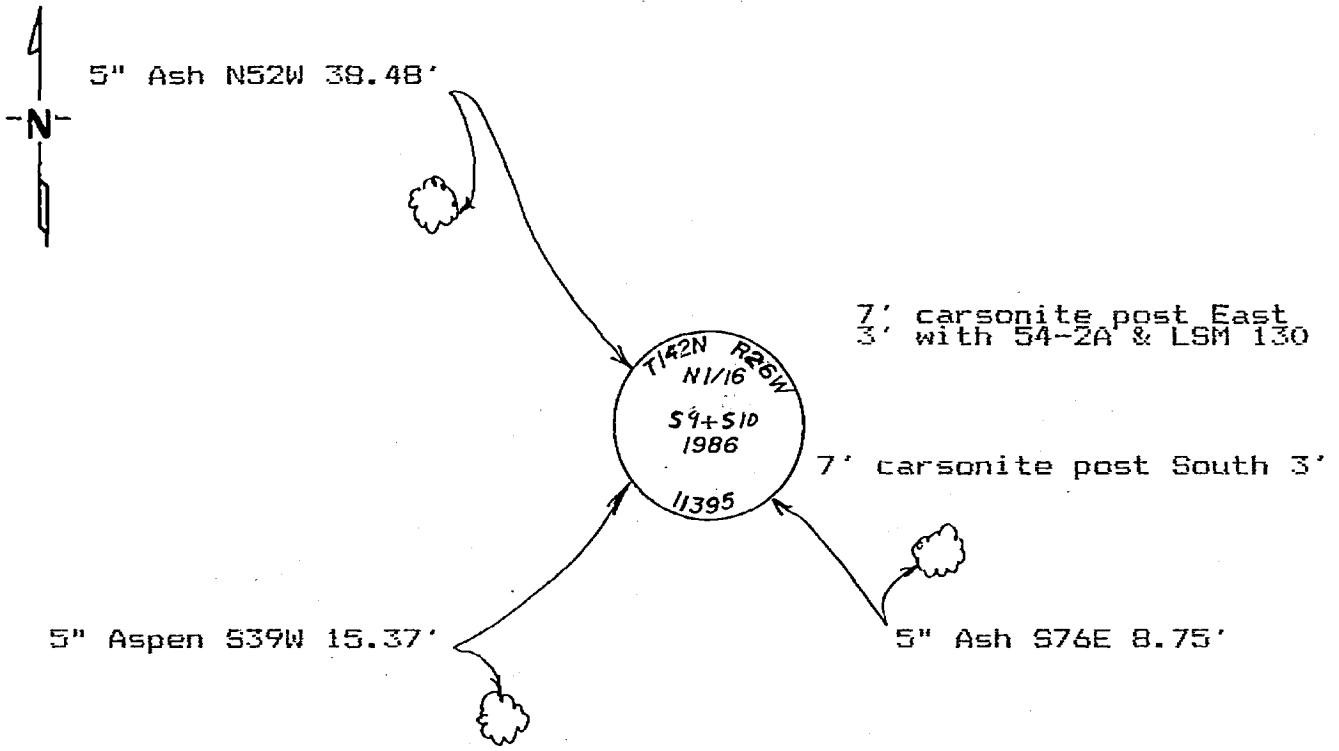 5" Ash N52W 38.48'
N
7' carsonite post East
3' with 54-2A & LSM 130
T142N R26W
N1/16
S9+S10
1986
11395
7' carsonite post South 3'
5" Aspen S39W 15.37'
5" Ash S76E 8.75'